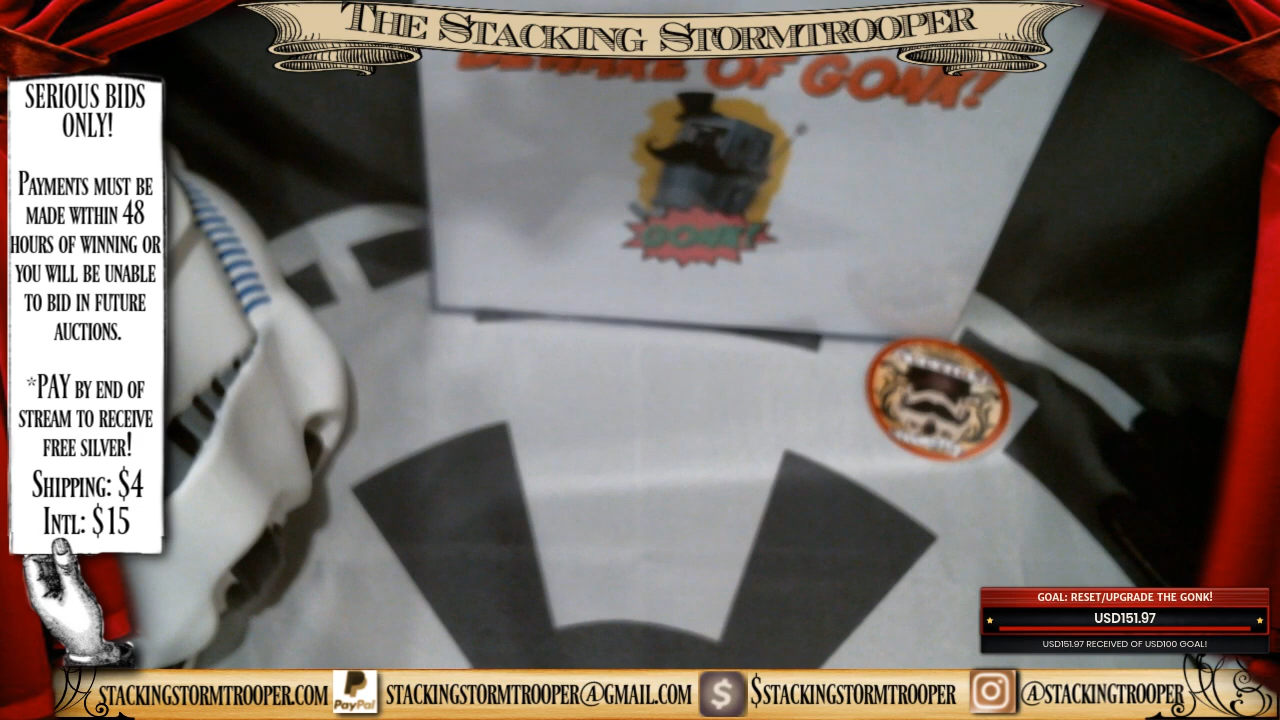 The Stacking Stormtrooper
BEWARE OF GONK!
GONK!
SERIOUS BIDS
ONLY!
Payments must be
made within 48
hours of winning or
you will be unable
to bid in future
auctions.
*PAY by end of
stream to receive
free silver!
Shipping: $4
Intl: $15
GOAL: RESET/UPGRADE THE GONK!
USD151.97
USD151.97 RECEIVED OF USD100 GOAL!
stackingstormtrooper.com
PayPal
stackingstormtrooper@gmail.com
$
$stackingstormtrooper
@stackingtrooper